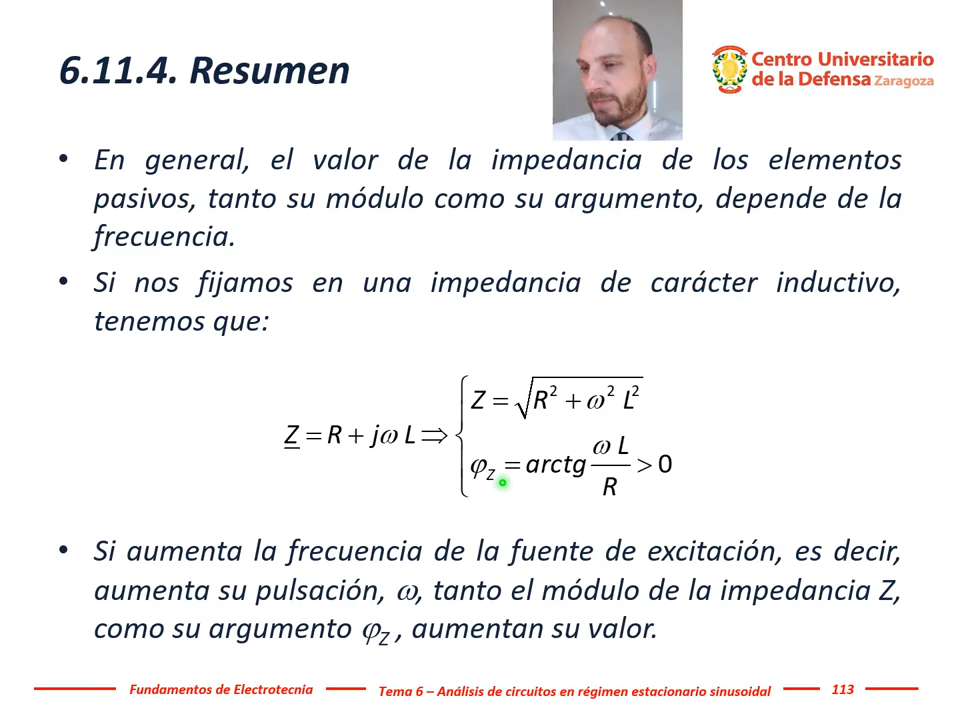 6.11.4. Resumen
Centro Universitario
de la Defensa Zaragoza
• En general, el valor de la impedancia de los elementos
pasivos, tanto su módulo como su argumento, depende de la
frecuencia.
• Si nos fijamos en una impedancia de carácter inductivo,
tenemos que:
Z = √(R² + ω² L²)
Z = R + jω L ⇒
φ_Z = arctg (ω L / R) > 0
• Si aumenta la frecuencia de la fuente de excitación, es decir,
aumenta su pulsación, ω, tanto el módulo de la impedancia Z,
como su argumento φ_Z , aumentan su valor.
Fundamentos de Electrotecnia
Tema 6 – Análisis de circuitos en régimen estacionario sinusoidal
113